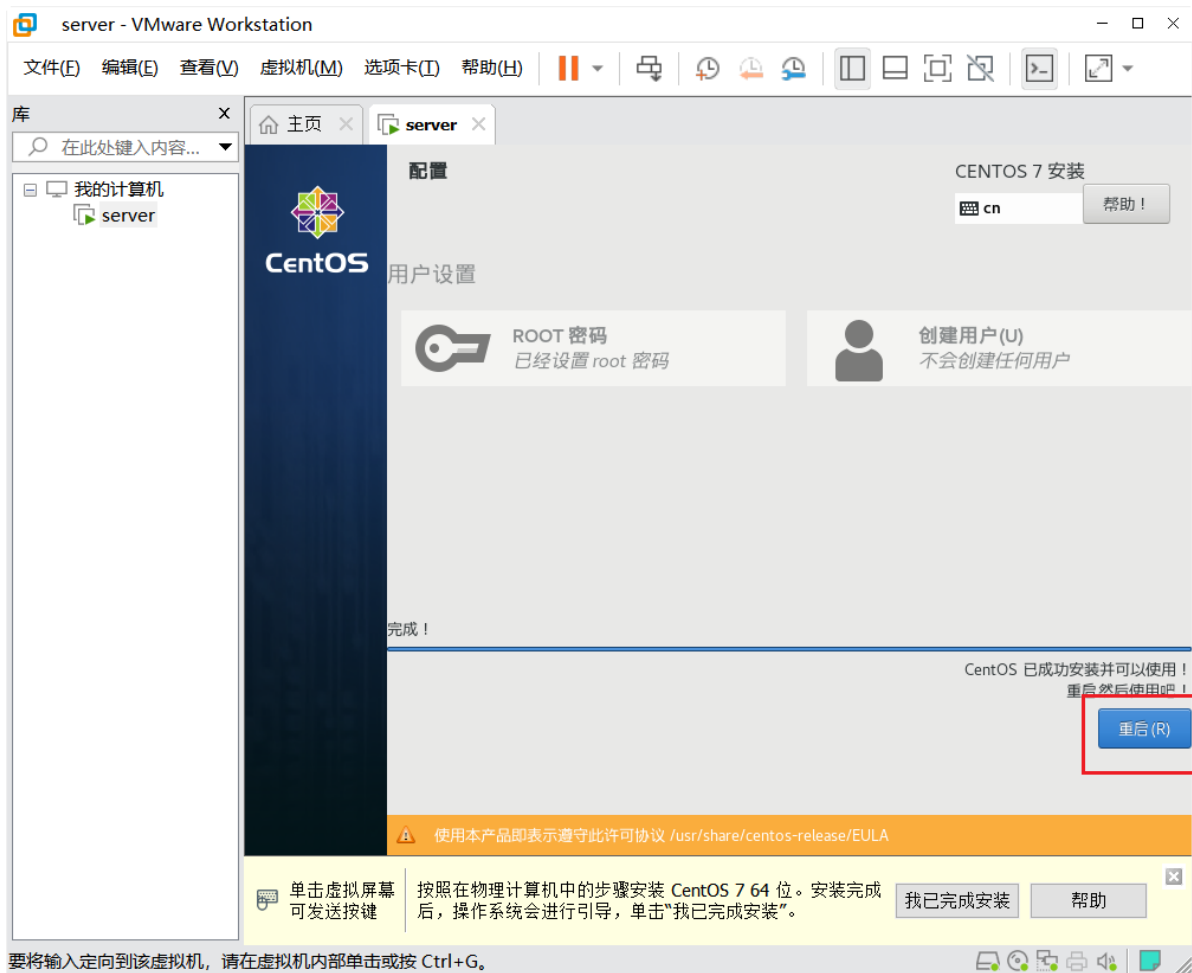 server - VMware Workstation
文件(F) 编辑(E) 查看(V) 虚拟机(M) 选项卡(T) 帮助(H)
库
在此处键入内容...
我的计算机
server
主页
server
CentOS
配置
CENTOS 7 安装
cn
帮助！
用户设置
ROOT 密码
已经设置 root 密码
创建用户(U)
不会创建任何用户
完成！
CentOS 已成功安装并可以使用！
重启然后使用吧！
重启(R)
使用本产品即表示遵守此许可协议 /usr/share/centos-release/EULA
单击虚拟屏幕
可发送按键
按照在物理计算机中的步骤安装 CentOS 7 64 位。安装完成
后，操作系统会进行引导，单击“我已完成安装”。
我已完成安装
帮助
要将输入定向到该虚拟机，请在虚拟机内部单击或按 Ctrl+G。